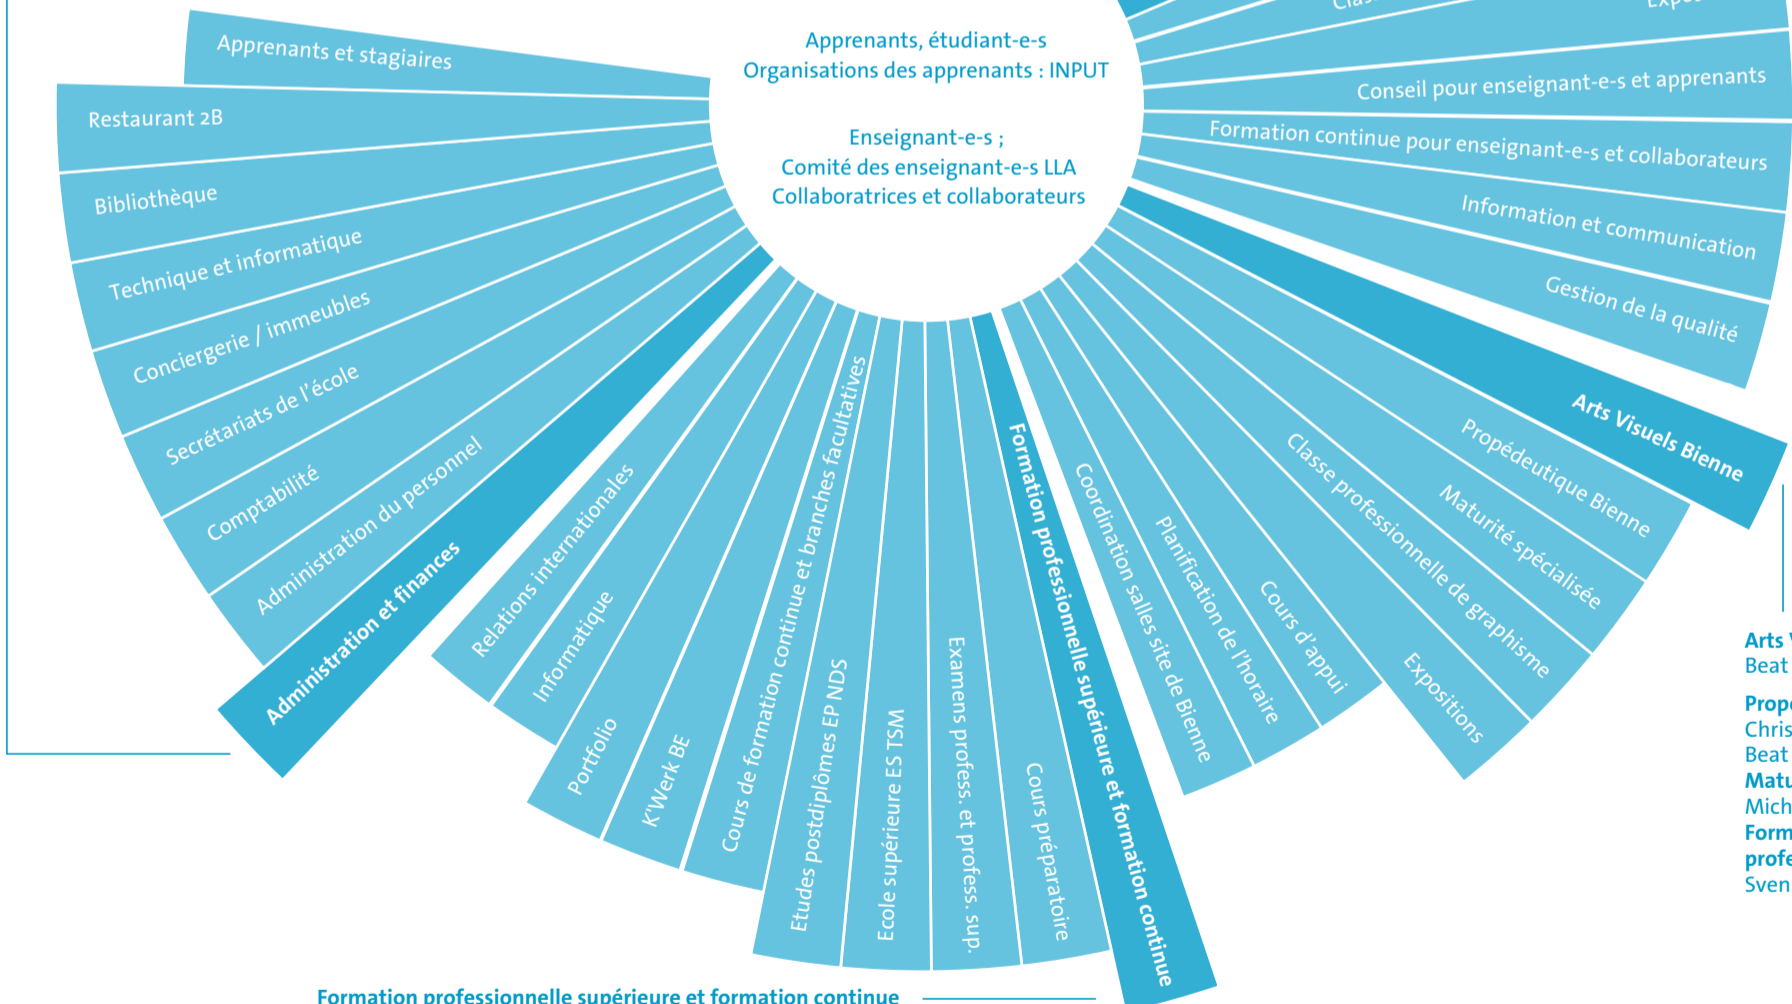 Apprenants, étudiant-e-s
Organisations des apprenants : INPUT
Enseignant-e-s ;
Comité des enseignant-e-s LLA
Collaboratrices et collaborateurs
Conseil pour enseignant-e-s et apprenants
Formation continue pour enseignant-e-s et collaborateurs
Information et communication
Gestion de la qualité
Arts Visuels Bienne
Propédeutique Bienne
Maturité spécialisée
Classe professionnelle de graphisme
Expositions
Cours d'appui
Planification de l'horaire
Coordination salles site de Bienne
Formation professionnelle supérieure et formation continue
Cours préparatoire
Examens profess. et profess. sup.
Ecole supérieure ES TSM
Etudes postdiplômes EP NDS
Cours de formation continue et branches facultatives
K'Werk BE
Portfolio
Informatique
Relations internationales
Administration et finances
Administration du personnel
Comptabilité
Secrétariats de l'école
Conciergerie / immeubles
Technique et informatique
Bibliothèque
Restaurant 2B
Apprenants et stagiaires
Arts
Beat
Beat
Sven
Formation professionnelle supérieure et formation continue